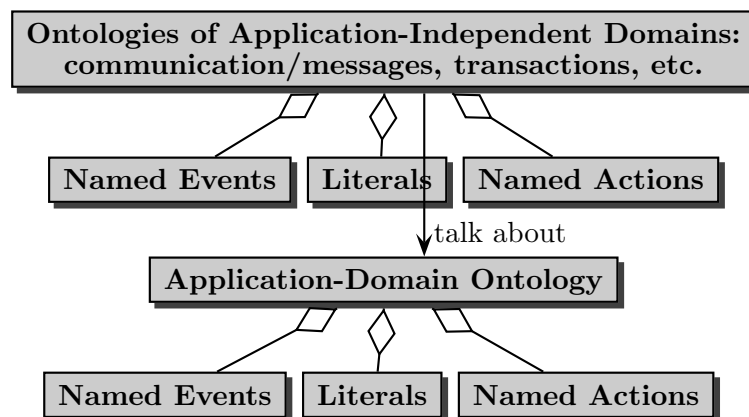 Ontologies of Application-Independent Domains:
communication/messages, transactions, etc.
Named Events
Literals
Named Actions
talk about
Application-Domain Ontology
Named Events
Literals
Named Actions